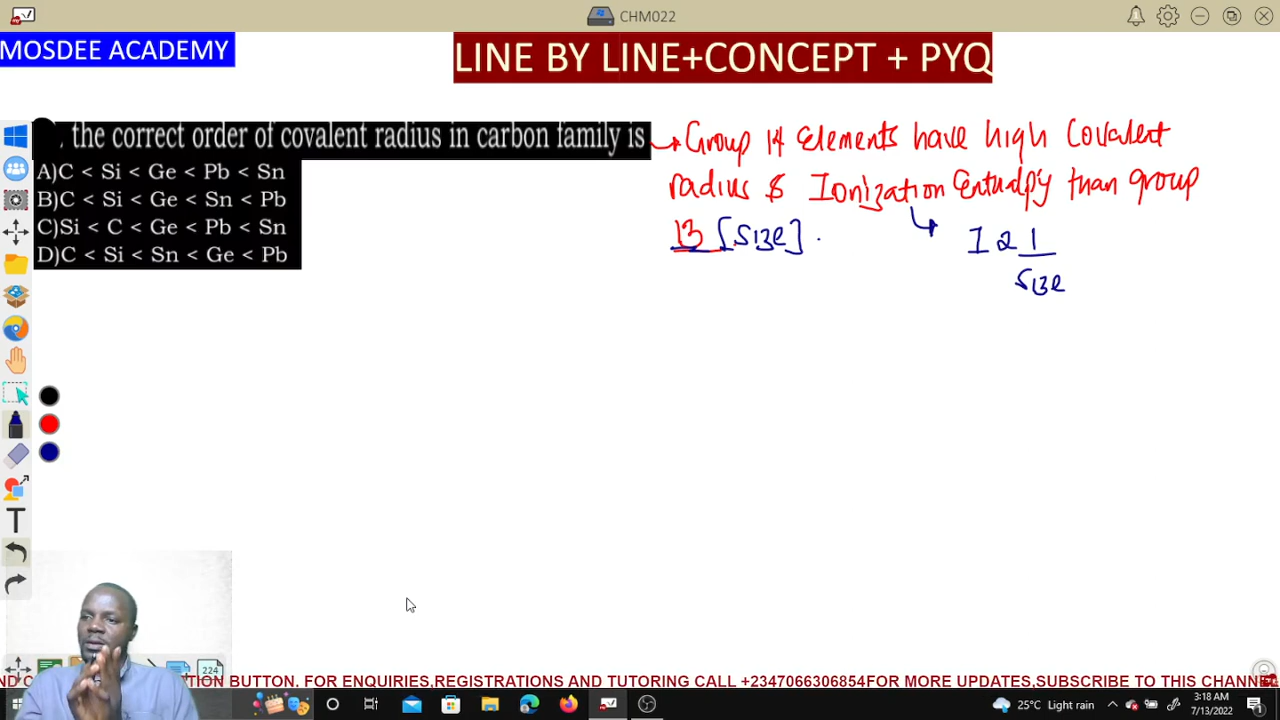 CHM022
MOSDEE ACADEMY
LINE BY LINE+CONCEPT + PYQ
the correct order of covalent radius in carbon family is
A)C < Si < Ge < Pb < Sn
B)C < Si < Ge < Sn < Pb
C)Si < C < Ge < Pb < Sn
D)C < Si < Sn < Ge < Pb
Group 14 Elements have high Covalent
radius & Ionization Enthalpy than group
13 [size].
I α 1
size
T
224
TION BUTTON. FOR ENQUIRIES,REGISTRATIONS AND TUTORING CALL +2347066306854FOR MORE UPDATES,SUBSCRIBE TO THIS CHANNE
25°C Light rain
3:18 AM
7/13/2022